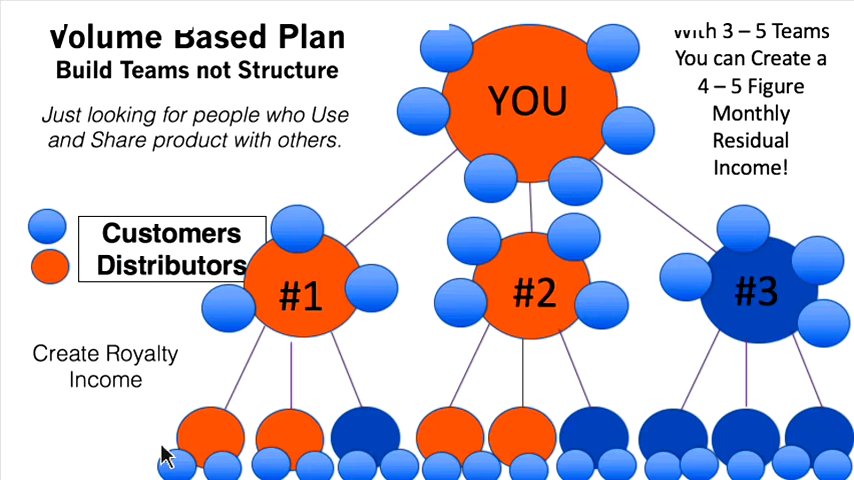 Volume Based Plan
Build Teams not Structure
Just looking for people who Use
and Share product with others.
With 3 – 5 Teams
You can Create a
4 – 5 Figure
Monthly
Residual
Income!
YOU
Customers
Distributors
#1
#2
#3
Create Royalty
Income